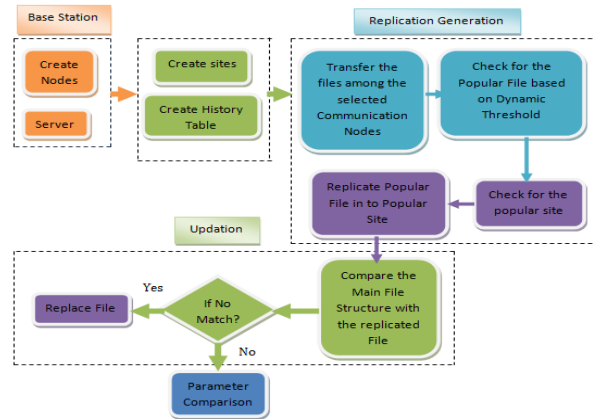 Base Station
Replication Generation
Create
Nodes
Server
Create sites
Create History
Table
Transfer the
files among the
selected
Communication
Nodes
Check for the
Popular File based
on Dynamic
Threshold
Replicate Popular
File in to Popular
Site
Check for the
popular site
Updation
Compare the
Main File
Structure with
the replicated
File
If No
Match?
Yes
Replace File
No
Parameter
Comparison